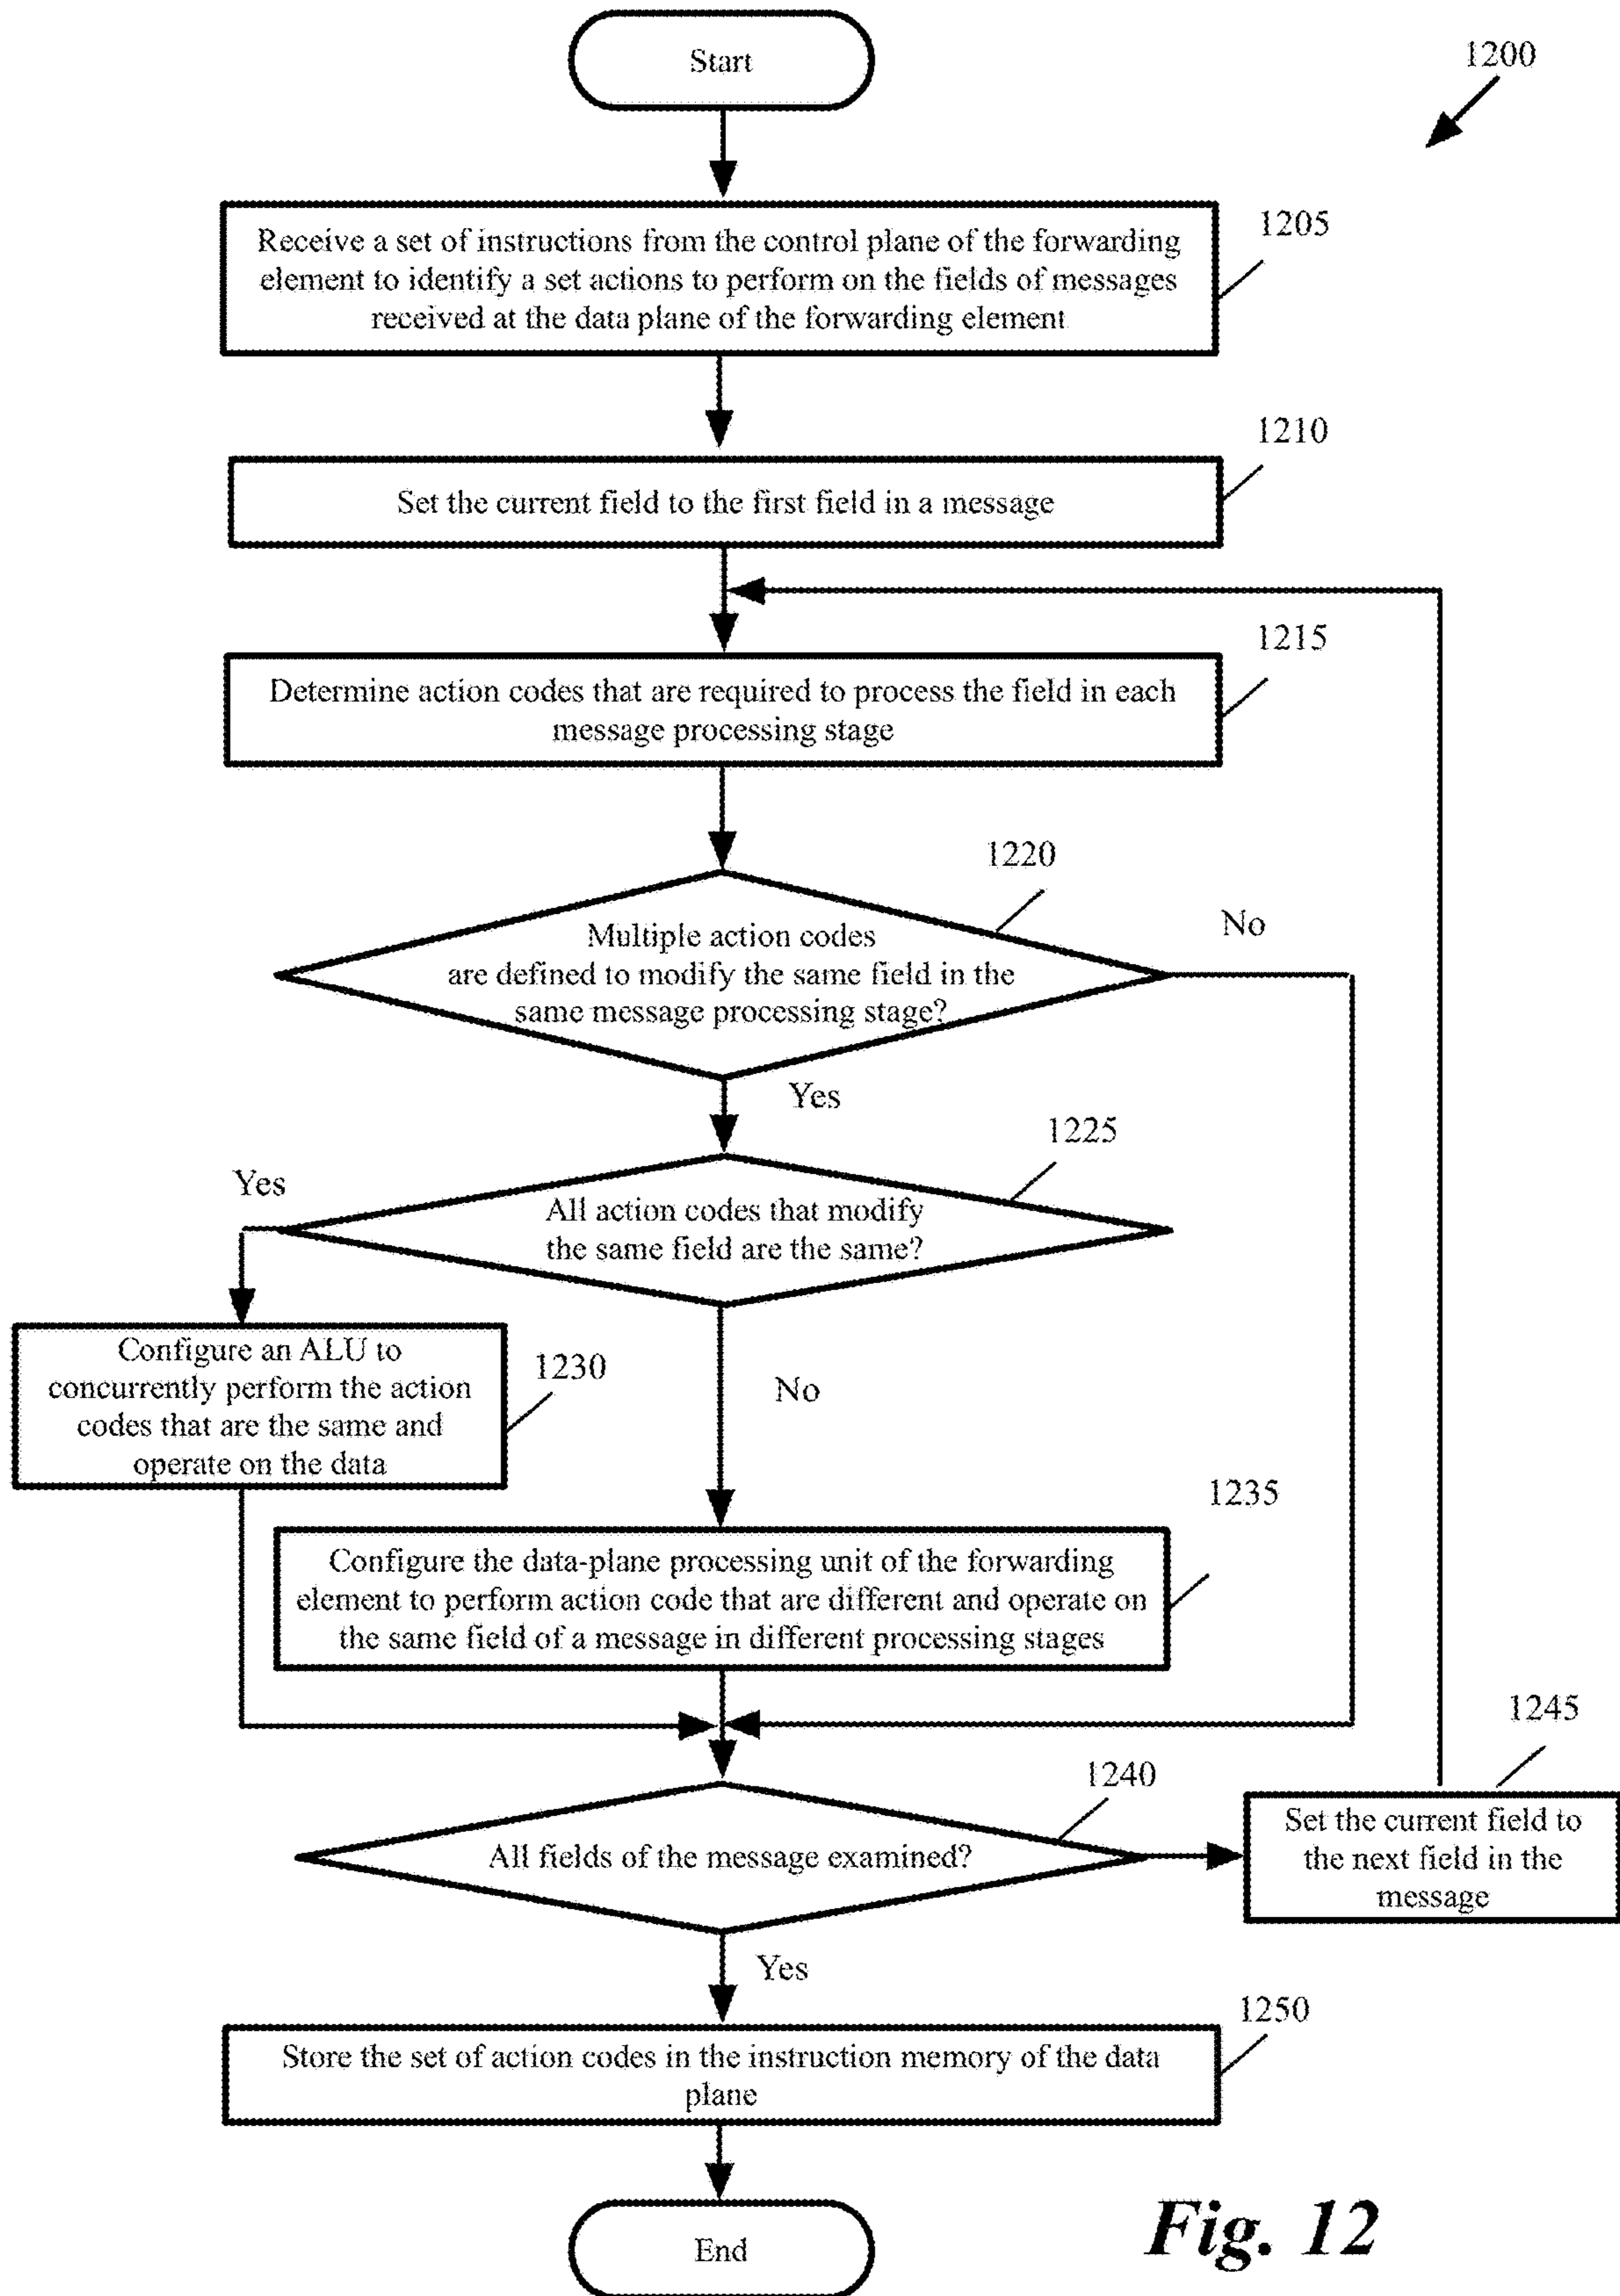 Start
1200
Receive a set of instructions from the control plane of the forwarding
element to identify a set actions to perform on the fields of messages
received at the data plane of the forwarding element
1205
1210
Set the current field to the first field in a message
1215
Determine action codes that are required to process the field in each
message processing stage
1220
No
Multiple action codes
are defined to modify the same field in the
same message processing stage?
Yes
1225
Yes
All action codes that modify
the same field are the same?
Configure an ALU to
concurrently perform the action
codes that are the same and
operate on the data
1230
No
1235
Configure the data-plane processing unit of the forwarding
element to perform action code that are different and operate on
the same field of a message in different processing stages
1240
All fields of the message examined?
1245
Set the current field to
the next field in the
message
Yes
1250
Store the set of action codes in the instruction memory of the data
plane
End
Fig. 12